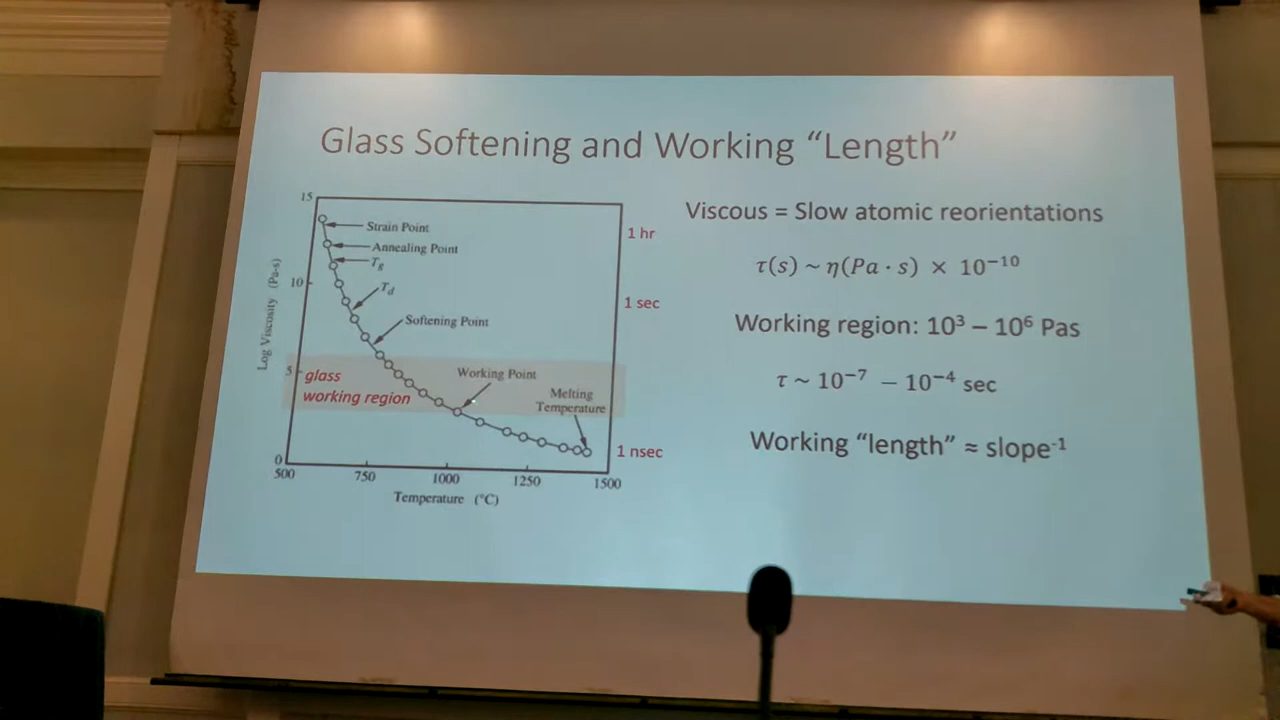 Glass Softening and Working “Length”
15
Strain Point
Annealing Point
Tg
10
Td
Softening Point
5
glass
working region
Working Point
Melting
Temperature
0
500
750
1000
1250
1500
Temperature (°C)
Log Viscosity (Pa-s)
1 hr
1 sec
1 nsec
Viscous = Slow atomic reorientations
τ(s) ~ η(Pa · s) × 10⁻¹⁰
Working region: 10³ – 10⁶ Pas
τ ~ 10⁻⁷ – 10⁻⁴ sec
Working “length” ≈ slope⁻¹